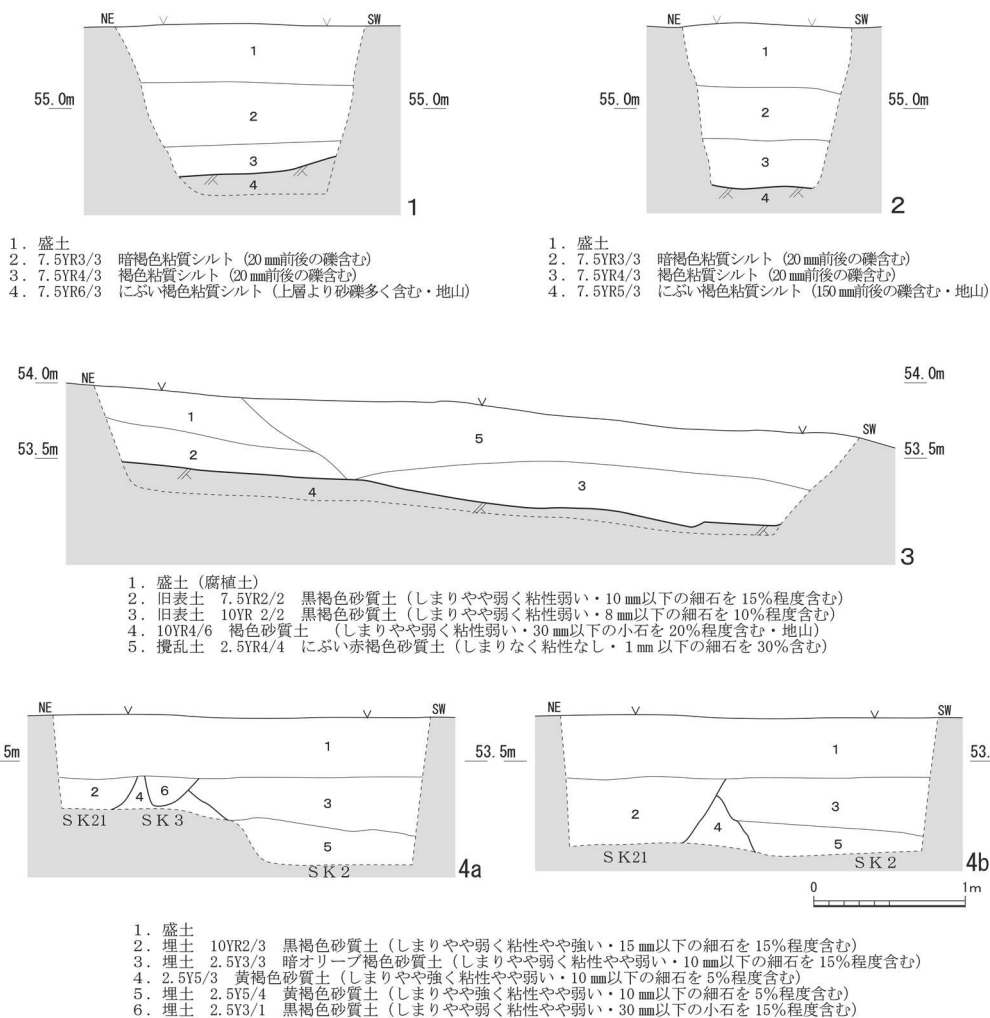 NE SW
1
55.0m 55.0m
2
3
4
1
NE SW
1
55.0m 55.0m
2
3
4
2
1. 盛土
2. 7.5YR3/3 暗褐色粘質シルト(20㎜前後の礫含む)
3. 7.5YR4/3 褐色粘質シルト(20㎜前後の礫含む)
4. 7.5YR6/3 にぶい褐色粘質シルト(上層より砂礫多く含む・地山)
1. 盛土
2. 7.5YR3/3 暗褐色粘質シルト(20㎜前後の礫含む)
3. 7.5YR4/3 褐色粘質シルト(20㎜前後の礫含む)
4. 7.5YR5/3 にぶい褐色粘質シルト(150㎜前後の礫含む・地山)
54.0m 54.0m
NE
1
5
SW
53.5m 53.5m
2
3
4
3
1. 盛土(腐植土)
2. 旧表土 7.5YR2/2 黒褐色砂質土(しまりやや弱く粘性弱い・10㎜以下の細石を15%程度含む)
3. 旧表土 10YR 2/2 黒褐色砂質土(しまりやや弱く粘性弱い・8㎜以下の細石を10%程度含む)
4. 10YR4/6 褐色砂質土 (しまりやや弱く粘性弱い・30㎜以下の小石を20%程度含む・地山)
5. 攪乱土 2.5YR4/4 にぶい赤褐色砂質土(しまりなく粘性なし・1㎜以下の細石を30%含む)
NE SW
5m 53.5m
1
2 4 6 3
SK21 SK3
5
SK2
4a
NE SW
53.
1
2 4 3
5
SK21 SK2
4b
0 1m
1. 盛土
2. 埋土 10YR2/3 黒褐色砂質土(しまりやや弱く粘性やや強い・15㎜以下の細石を15%程度含む)
3. 埋土 2.5Y3/3 暗オリーブ褐色砂質土(しまりやや弱く粘性やや弱い・10㎜以下の細石を15%程度含む)
4. 2.5Y5/3 黄褐色砂質土(しまりやや強く粘性やや弱い・10㎜以下の細石を5%程度含む)
5. 埋土 2.5Y5/4 黄褐色砂質土(しまりやや強く粘性やや弱い・10㎜以下の細石を5%程度含む)
6. 埋土 2.5Y3/1 黒褐色砂質土(しまりやや弱く粘性やや弱い・30㎜以下の小石を15%程度含む)